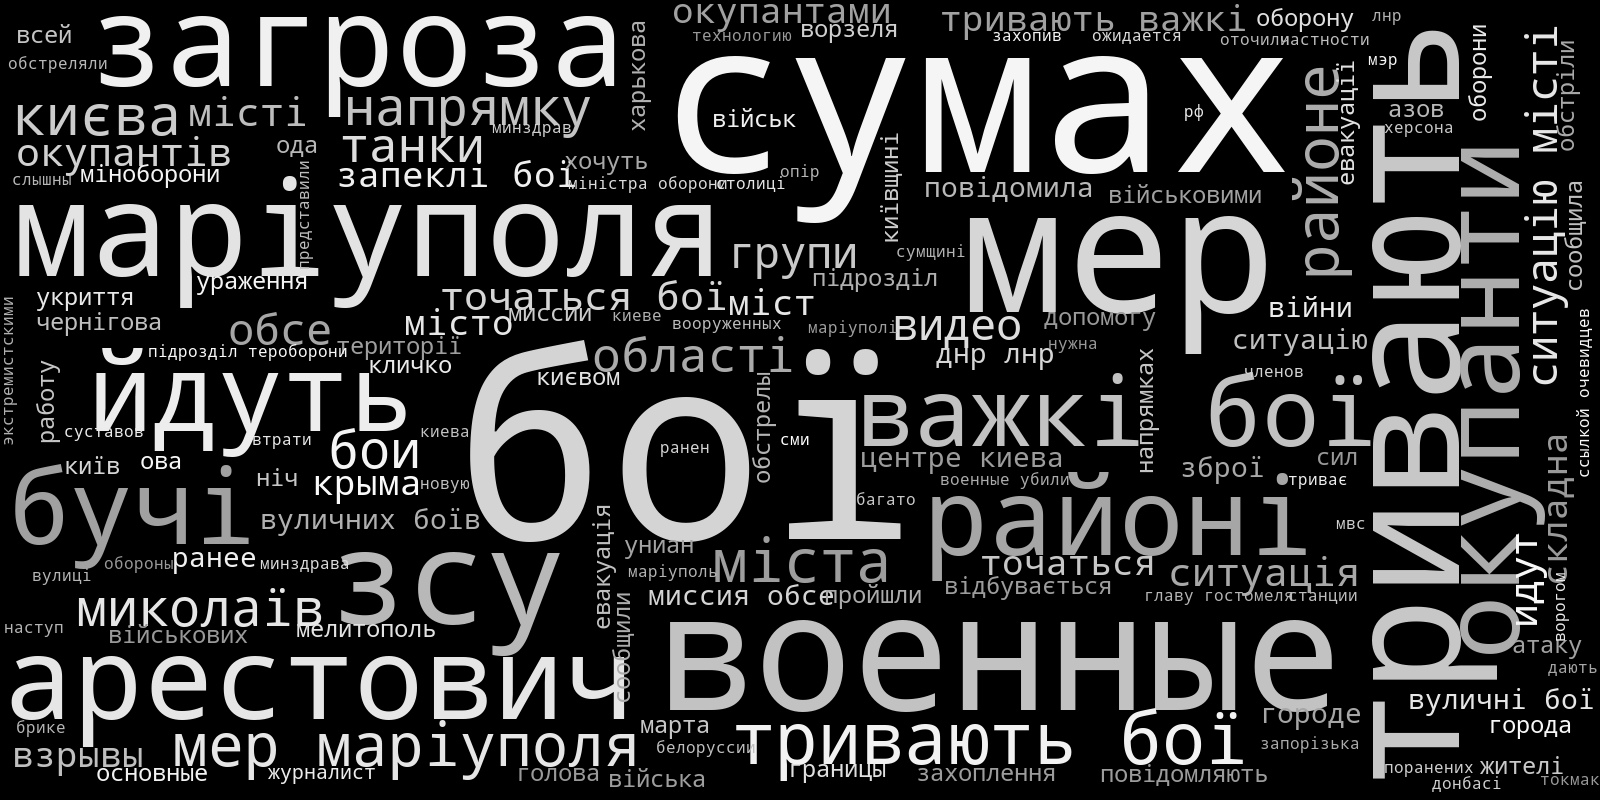 окупантами
тривають важкі
оборону
лнр
всей
загроза
технологию
ворзеля
захопив
ожидается
оточили
частности
харькова
сумах
обстреляли
мэр
оборони
місті
обстріли
києва
місті
напрямку
військ
рф
районе
евакуації
азов
херсона
минздрав
окупантів
ода
танки
хочуть
київщині
слышны
міноборони
запеклі бої
міністра оборони
столиці
опір
повідомила
військовими
тривають
окупанти
ситуацію
сообщила
представили
маріуполя
групи
сумщині
мер
ураження
підрозділ
укриття
точаться бої
міст
війни
экстремистскими
чернігова
обсе
місто
миссии
киеве
вооруженных
маріуполі
видео
допомогу
ситуацію
ссылкой очевидцев
підрозділ тероборони
території
області
днр лнр
нужна
йдуть
кличко
києвом
бої
членов
работу
обстрелы
важкі бої
напрямках
суставов
втрати
киева
бои
ранен
сми
київ
ова
центре киева
зброї
сил
складна
бучі
ніч
крыма
новую
багато
военные убили
триває
районі
вуличних боїв
евакуація
мвс
униан
обороны
ранее
минздрава
зсу
міста
точаться
ситуація
идут
вулиці
маріуполь
відбувається
ворогом
миколаїв
миссия обсе
пройшли
главу гостомеля
станции
наступ
військових
мелитополь
сообщили
военные
атаку
арестович
дають
вуличні бої
брике
марта
тривають бої
городе
города
взрывы
мер маріуполя
белоруссии
запорізька
основные
журналист
голова
війська
границы
захоплення
повідомляють
поранених
жителі
донбасі
токмак